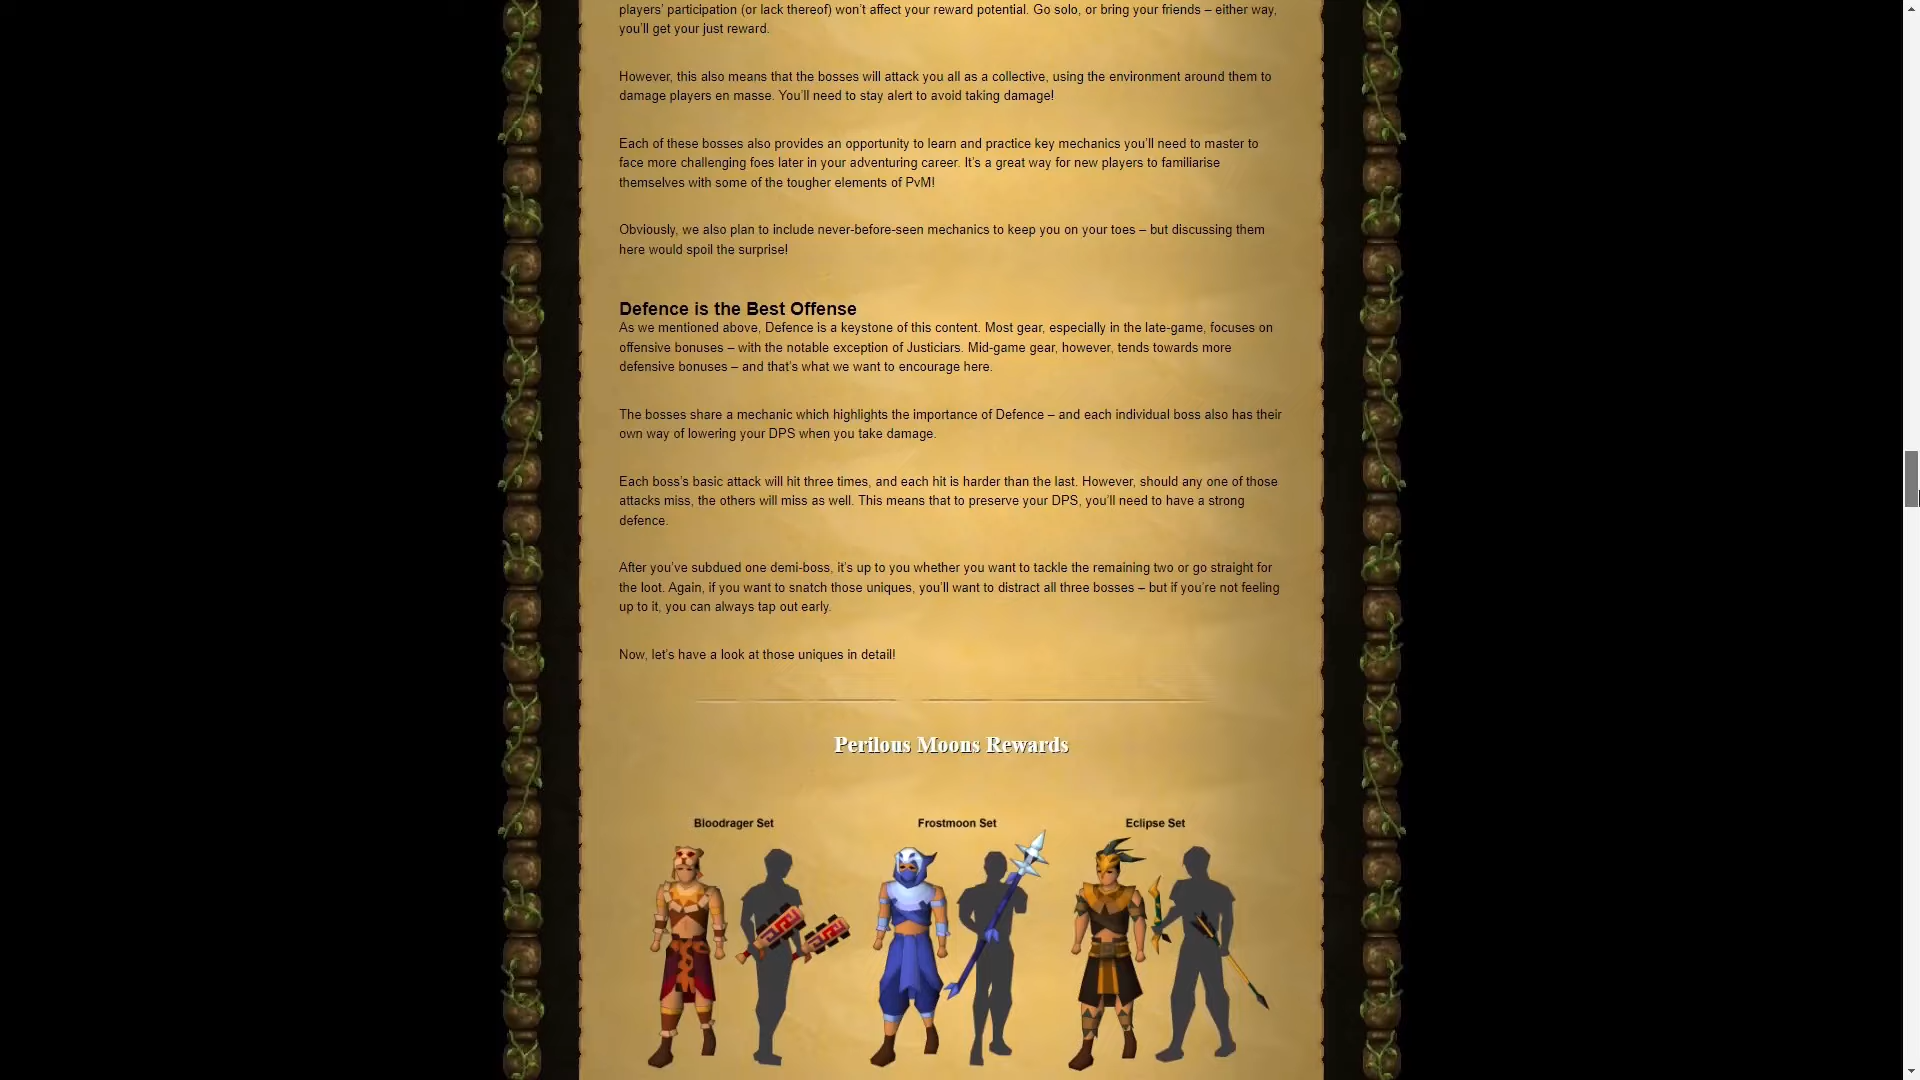 players’ participation (or lack thereof) won’t affect your reward potential. Go solo, or bring your friends – either way,
you’ll get your just reward.
However, this also means that the bosses will attack you all as a collective, using the environment around them to
damage players en masse. You’ll need to stay alert to avoid taking damage!
Each of these bosses also provides an opportunity to learn and practice key mechanics you’ll need to master to
face more challenging foes later in your adventuring career. It’s a great way for new players to familiarise
themselves with some of the tougher elements of PvM!
Obviously, we also plan to include never-before-seen mechanics to keep you on your toes – but discussing them
here would spoil the surprise!
Defence is the Best Offense
As we mentioned above, Defence is a keystone of this content. Most gear, especially in the late-game, focuses on
offensive bonuses – with the notable exception of Justiciars. Mid-game gear, however, tends towards more
defensive bonuses – and that’s what we want to encourage here.
The bosses share a mechanic which highlights the importance of Defence – and each individual boss also has their
own way of lowering your DPS when you take damage.
Each boss’s basic attack will hit three times, and each hit is harder than the last. However, should any one of those
attacks miss, the others will miss as well. This means that to preserve your DPS, you’ll need to have a strong
defence.
After you’ve subdued one demi-boss, it’s up to you whether you want to tackle the remaining two or go straight for
the loot. Again, if you want to snatch those uniques, you’ll want to distract all three bosses – but if you’re not feeling
up to it, you can always tap out early.
Now, let’s have a look at those uniques in detail!
Perilous Moons Rewards
Bloodrager Set
Frostmoon Set
Eclipse Set